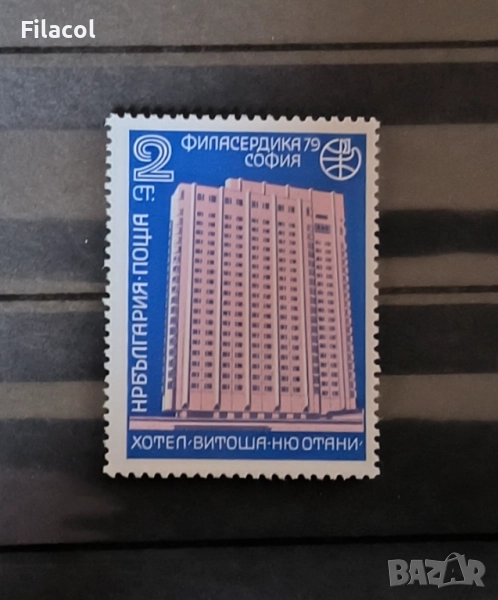 Filacol
ФИЛАСЕРДИКА 79
СОФИЯ
2 СТ.
НРБЪЛГАРИЯ·ПОЩА
ХОТЕЛ·"ВИТОША-НЮ ОТАНИ"
BAZAR